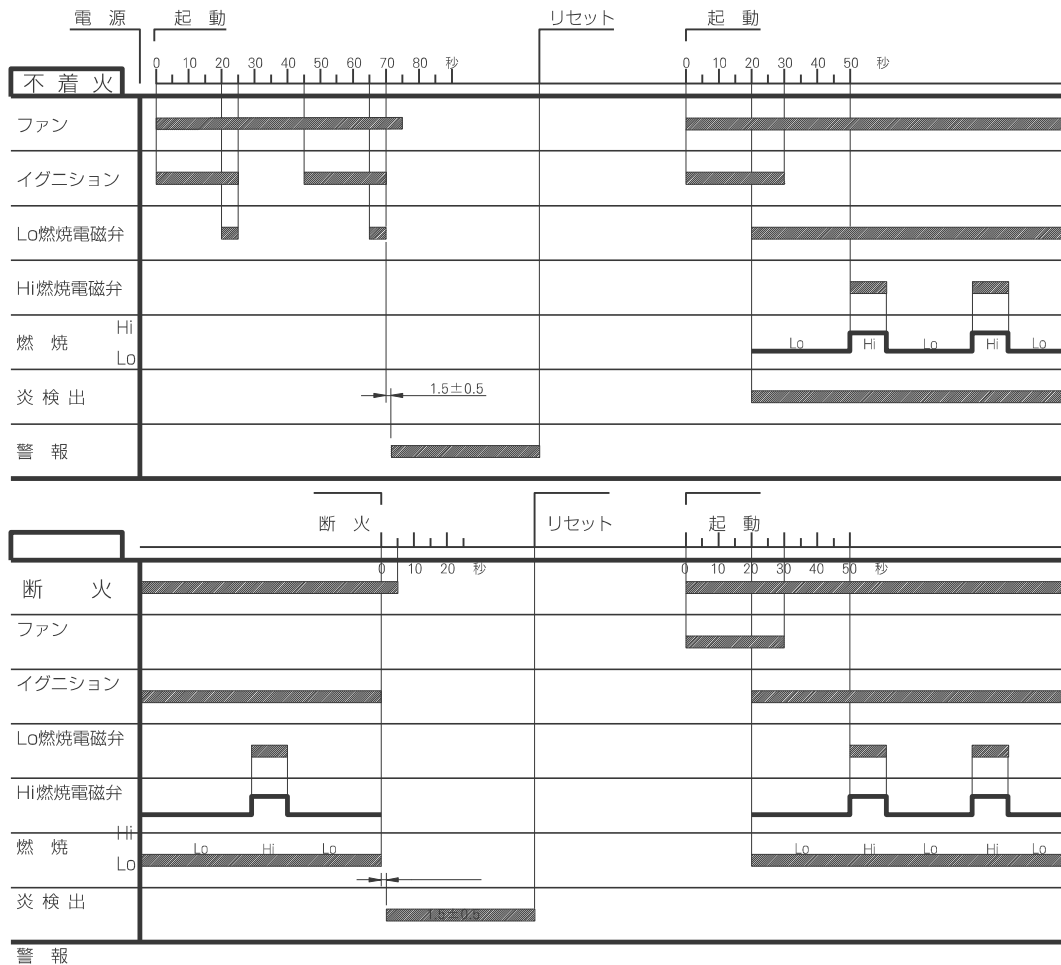 電 源 起 動 リセット 起 動
0 10 20 30 40 50 60 70 80 秒 0 10 20 30 40 50 秒
不 着 火
ファン
イグニション
Lo燃焼電磁弁
Hi燃焼電磁弁
燃 焼 Hi
Lo Lo Hi Lo Hi Lo
炎 検 出 1.5±0.5
警 報
断 火 リセット 起 動
0 10 20 秒 0 10 20 30 40 50 秒
断 火
ファン
イグニション
Lo燃焼電磁弁
Hi燃焼電磁弁
燃 焼 Hi
Lo Lo Hi Lo Lo Hi Lo Hi Lo
炎 検 出 1.5±0.5
警 報